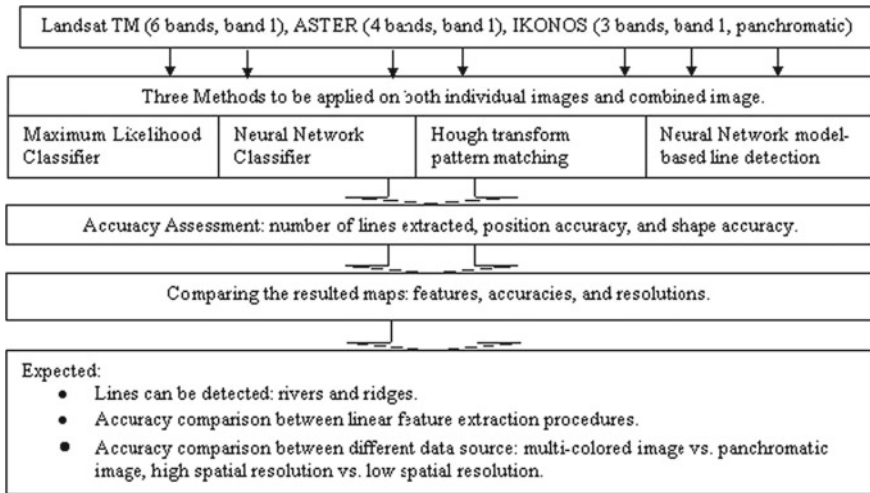 Landsat TM (6 bands, band 1), ASTER (4 bands, band 1), IKONOS (3 bands, band 1, panchromatic)
Three Methods to be applied on both individual images and combined image.
Maximum Likelihood
Classifier
Neural Network
Classifier
Hough transform
pattern matching
Neural Network model-
based line detection
Accuracy Assessment: number of lines extracted, position accuracy, and shape accuracy.
Comparing the resulted maps: features, accuracies, and resolutions.
Expected:
• Lines can be detected: rivers and ridges.
• Accuracy comparison between linear feature extraction procedures.
• Accuracy comparison between different data source: multi-colored image vs. panchromatic
image, high spatial resolution vs. low spatial resolution.